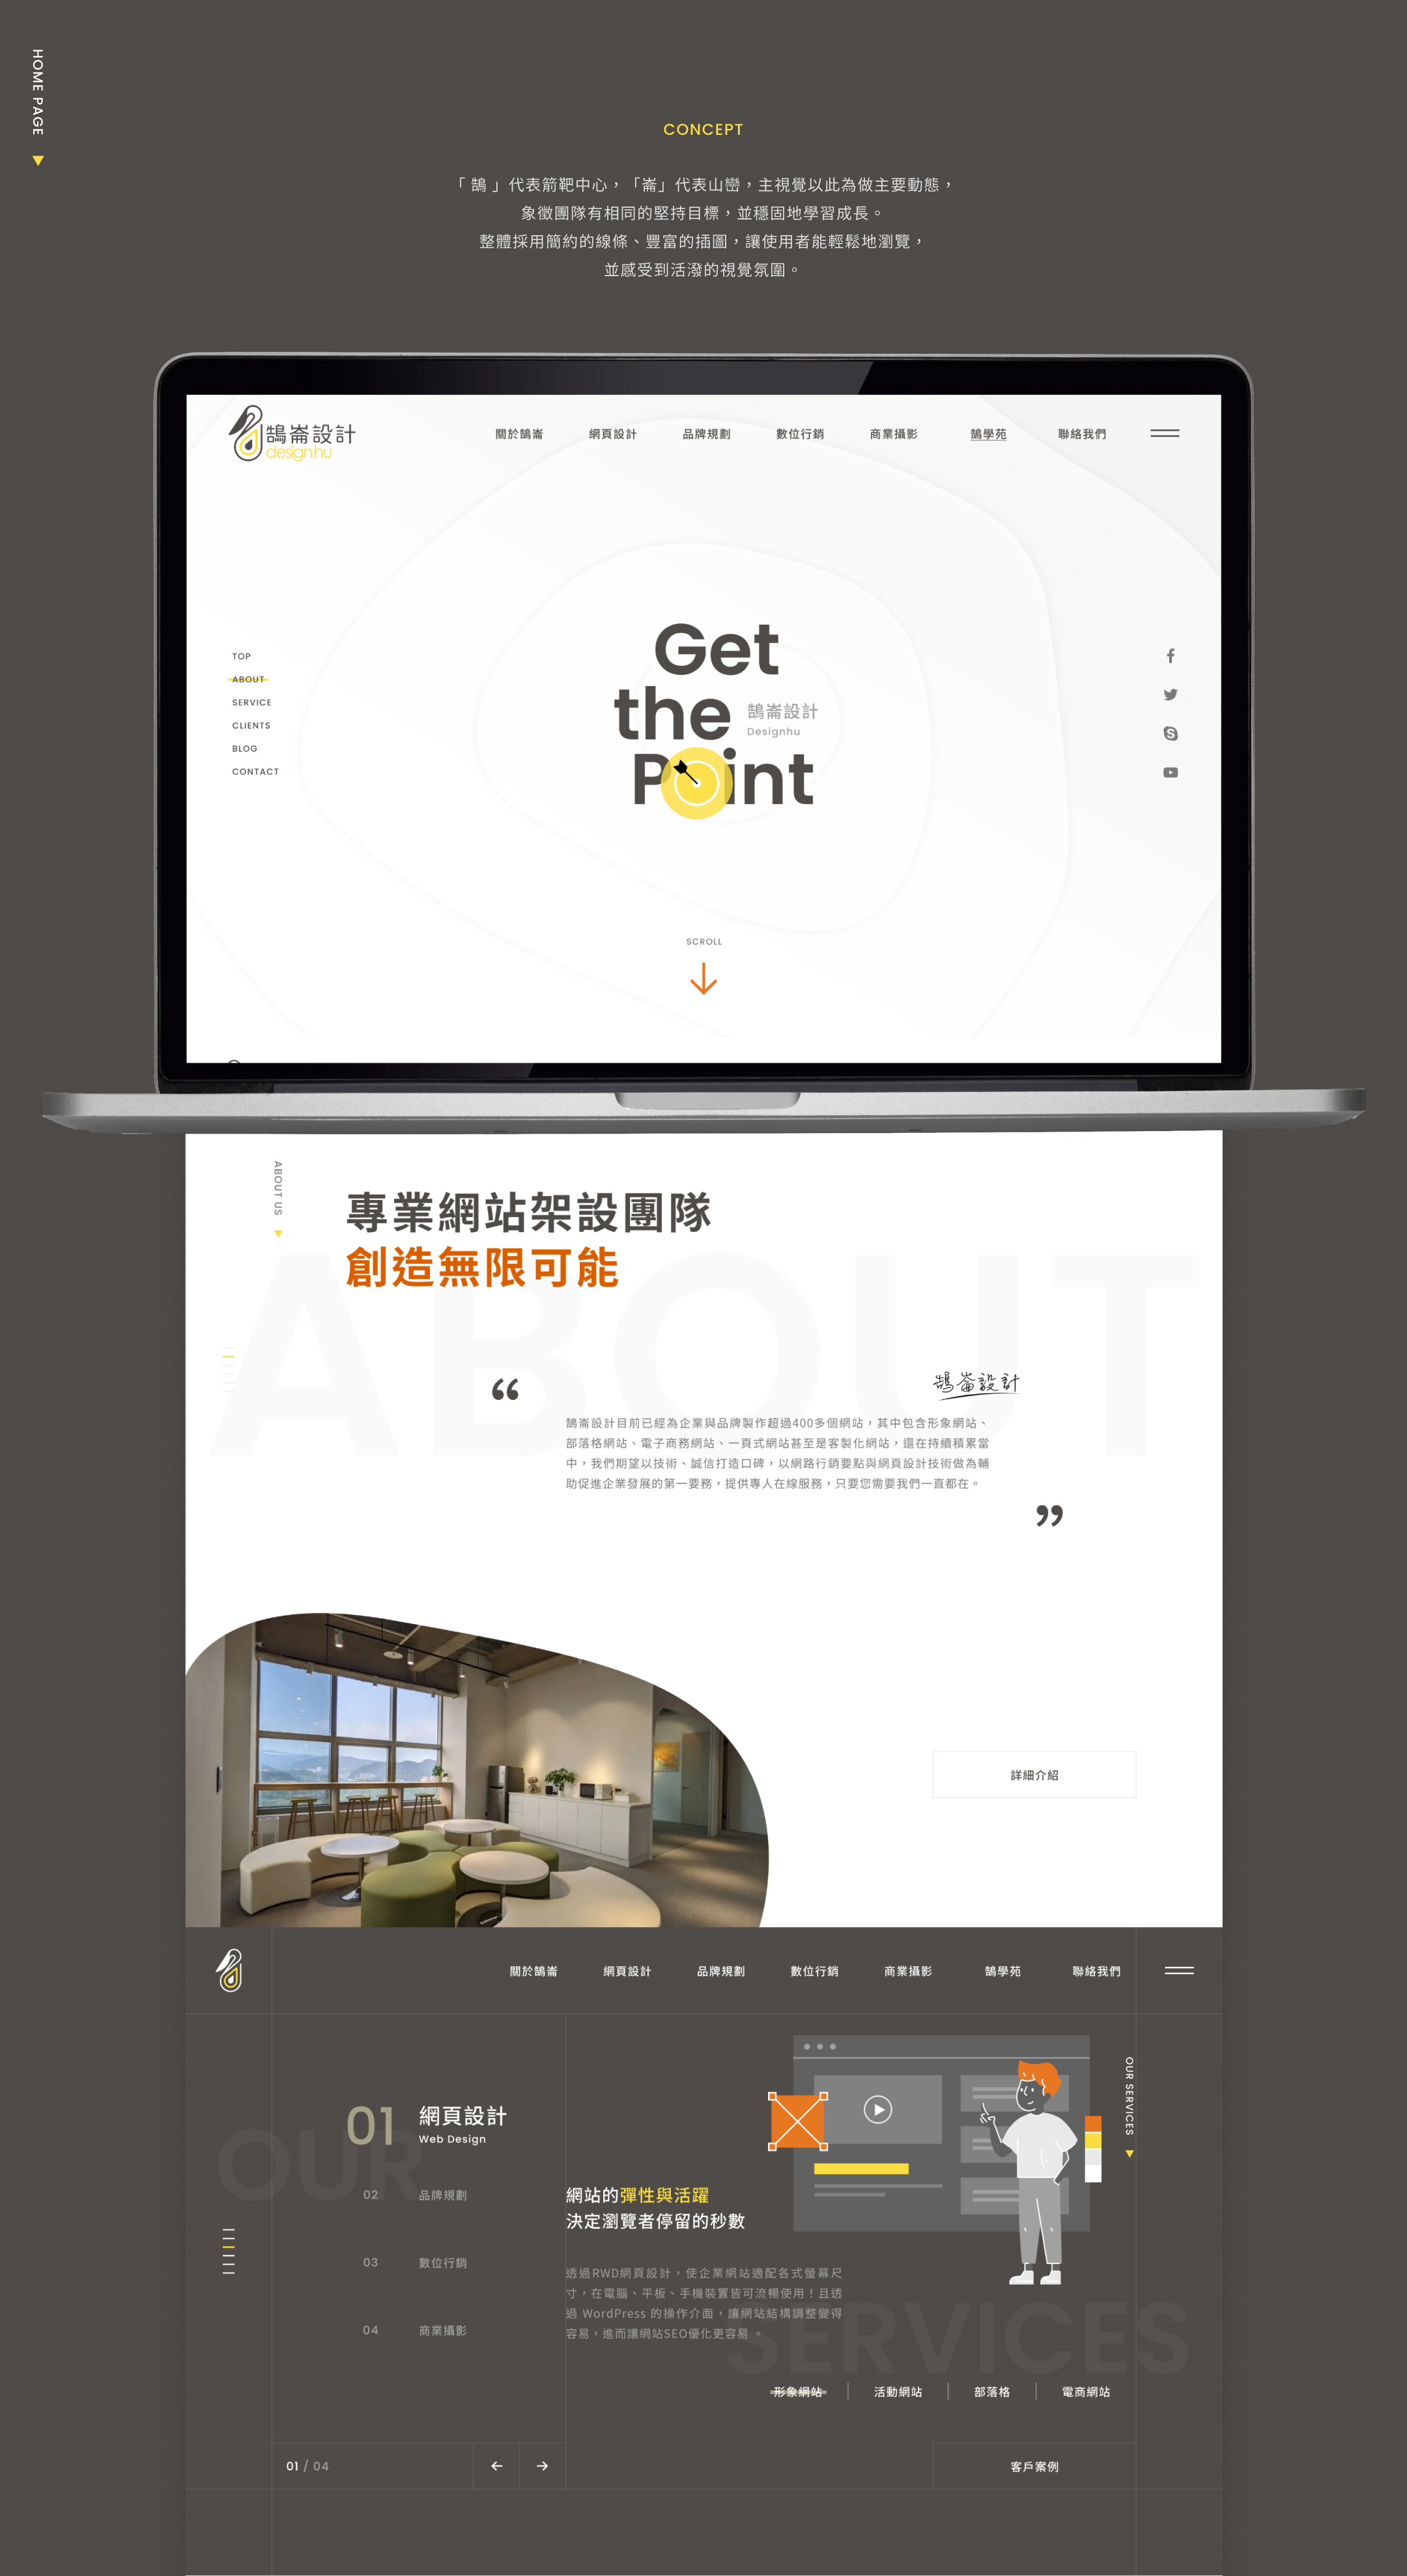 HOME PAGE
CONCEPT
「 鵠 」代表箭靶中心，「崙」代表山巒，主視覺以此為做主要動態，
象徵團隊有相同的堅持目標，並穩固地學習成長。
整體採用簡約的線條、豐富的插圖，讓使用者能輕鬆地瀏覽，
並感受到活潑的視覺氛圍。
鵠崙設計
designhu
關於鵠崙 網頁設計 品牌規劃 數位行銷 商業攝影 鵠學苑 聯絡我們
TOP
ABOUT
SERVICE
CLIENTS
BLOG
CONTACT
Get
the
鵠崙設計
Designhu
Point
SCROLL
ABOUT US
專業網站架設團隊
創造無限可能
ABOUT
“
鵠崙設計
鵠崙設計目前已經為企業與品牌製作超過400多個網站，其中包含形象網站、
部落格網站、電子商務網站、一頁式網站甚至是客製化網站，還在持續積累當
中，我們期望以技術、誠信打造口碑，以網路行銷要點與網頁設計技術做為輔
助促進企業發展的第一要務，提供專人在線服務，只要您需要我們一直都在。
”
詳細介紹
關於鵠崙 網頁設計 品牌規劃 數位行銷 商業攝影 鵠學苑 聯絡我們
OUR SERVICES
OUR
01 網頁設計
Web Design
02 品牌規劃
03 數位行銷
04 商業攝影
網站的彈性與活躍
決定瀏覽者停留的秒數
透過RWD網頁設計，使企業網站適配各式螢幕尺
寸，在電腦、平板、手機裝置皆可流暢使用！且透
過 WordPress 的操作介面，讓網站結構調整變得
容易，進而讓網站SEO優化更容易 。
SERVICES
形象網站 | 活動網站 | 部落格 | 電商網站
01 / 04
客戶案例